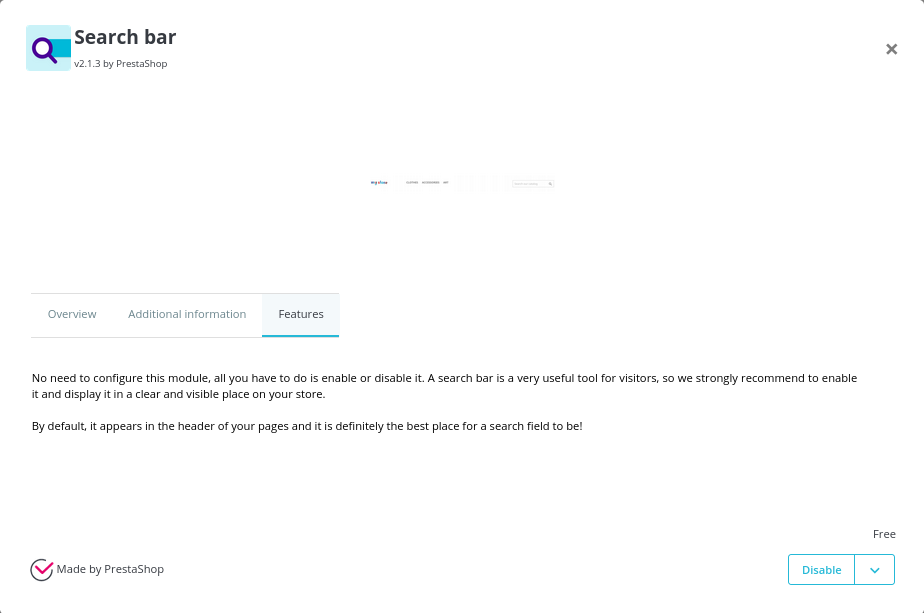 Search bar
v2.1.3 by PrestaShop
my store
CLOTHES ACCESSORIES ART
Overview
Additional information
Features
No need to configure this module, all you have to do is enable or disable it. A search bar is a very useful tool for visitors, so we strongly recommend to enable
it and display it in a clear and visible place on your store.
By default, it appears in the header of your pages and it is definitely the best place for a search field to be!
Free
Made by PrestaShop
Disable